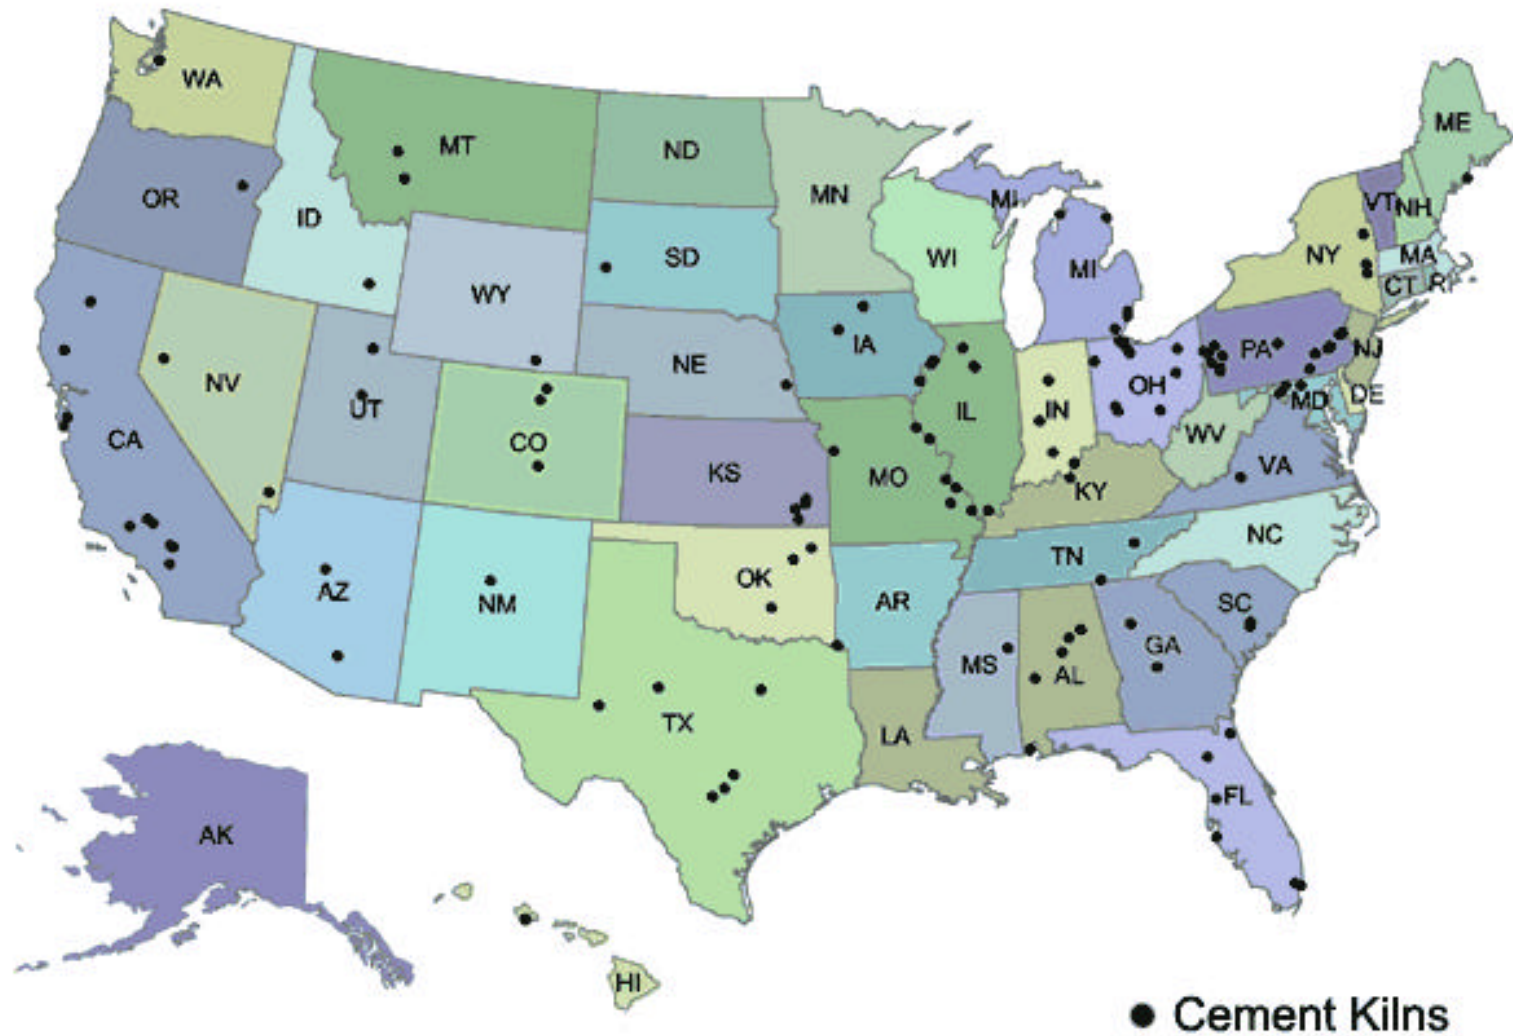 WA
MT
ND
ME
OR
ID
MN
MI
VT
NH
SD
WI
NY
MA
WY
MI
CT
RI
NE
IA
PA
NJ
NV
UT
IL
IN
OH
MD
DE
CA
CO
WV
KS
MO
KY
VA
NC
TN
OK
AZ
NM
AR
SC
MS
AL
GA
TX
LA
FL
AK
HI
Cement Kilns